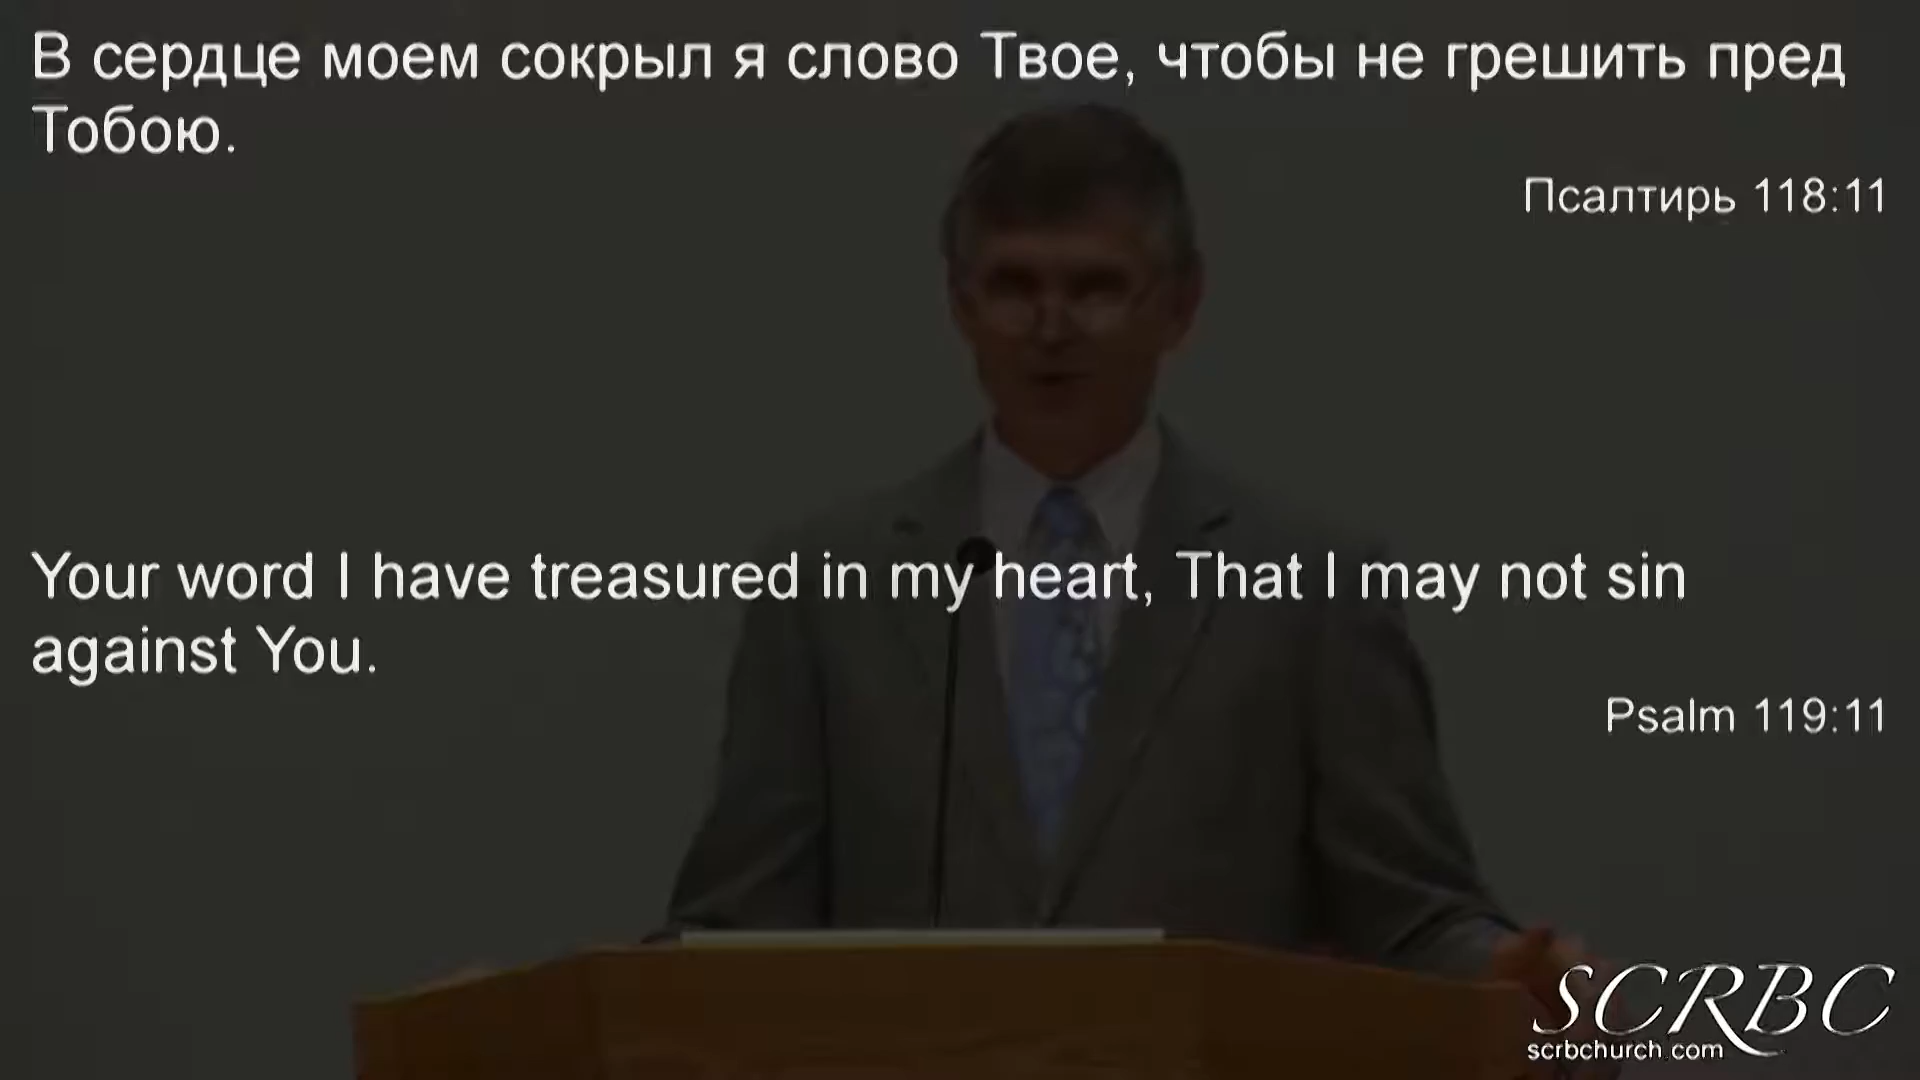 В сердце моем сокрыл я слово Твое, чтобы не грешить пред
Тобою.
Псалтирь 118:11
Your word I have treasured in my heart, That I may not sin
against You.
Psalm 119:11
SCRBC
scrbchurch.com